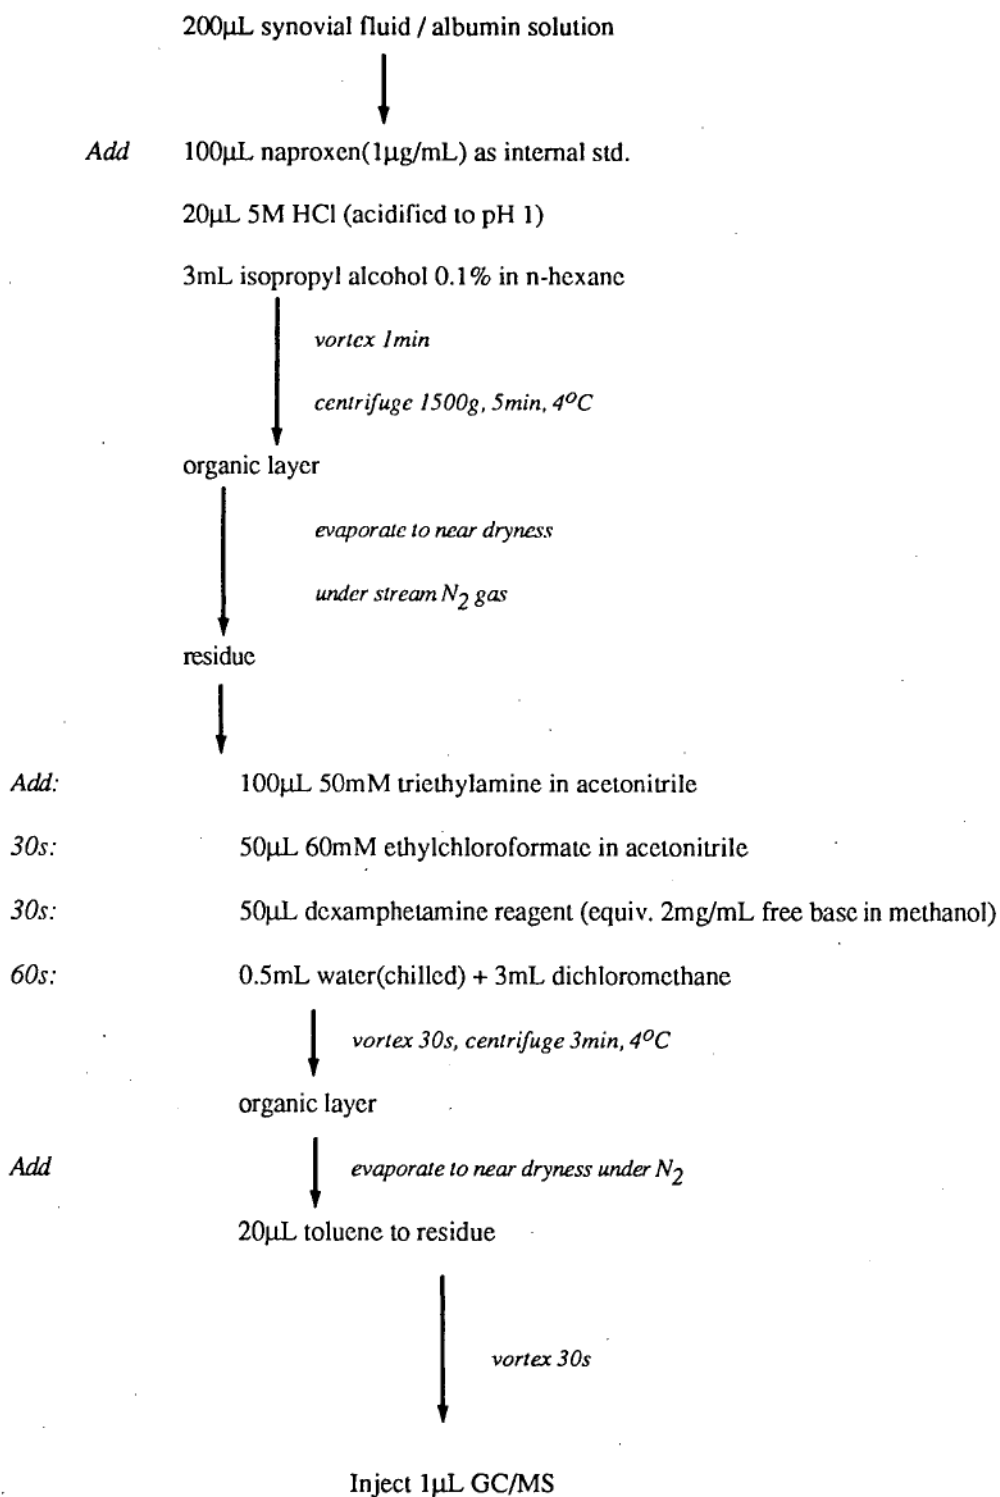 200µL synovial fluid / albumin solution
Add 100µL naproxen(1µg/mL) as internal std.
20µL 5M HCl (acidified to pH 1)
3mL isopropyl alcohol 0.1% in n-hexane
vortex 1min
centrifuge 1500g, 5min, 4°C
organic layer
evaporate to near dryness
under stream N2 gas
residue
Add: 100µL 50mM triethylamine in acetonitrile
30s: 50µL 60mM ethylchloroformate in acetonitrile
30s: 50µL dexamphetamine reagent (equiv. 2mg/mL free base in methanol)
60s: 0.5mL water(chilled) + 3mL dichloromethane
vortex 30s, centrifuge 3min, 4°C
organic layer
Add evaporate to near dryness under N2
20µL toluene to residue
vortex 30s
Inject 1µL GC/MS